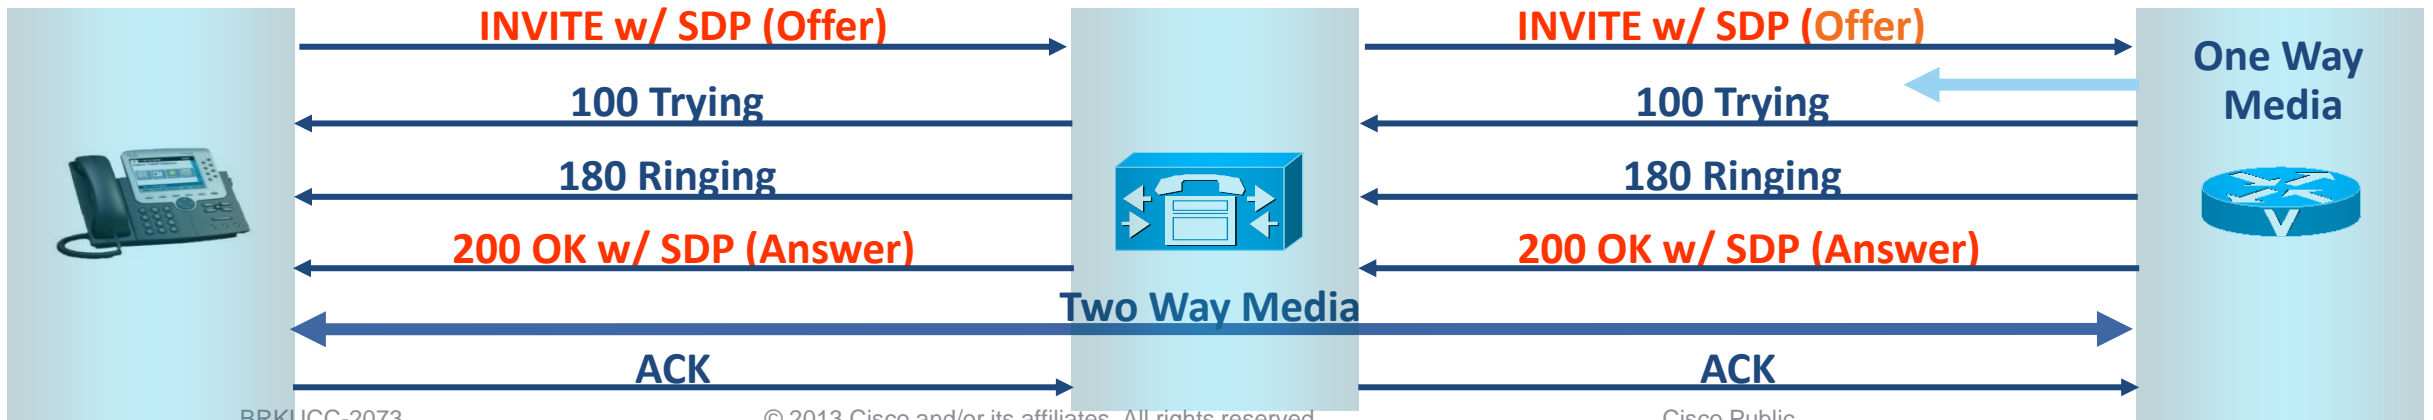 INVITE w/ SDP (Offer)
INVITE w/ SDP (Offer)
One Way
Media
100 Trying
100 Trying
180 Ringing
180 Ringing
200 OK w/ SDP (Answer)
200 OK w/ SDP (Answer)
V
Two Way Media
ACK
ACK
BRKUCC-2073
© 2013 Cisco and/or its affiliates. All rights reserved.
Cisco Public